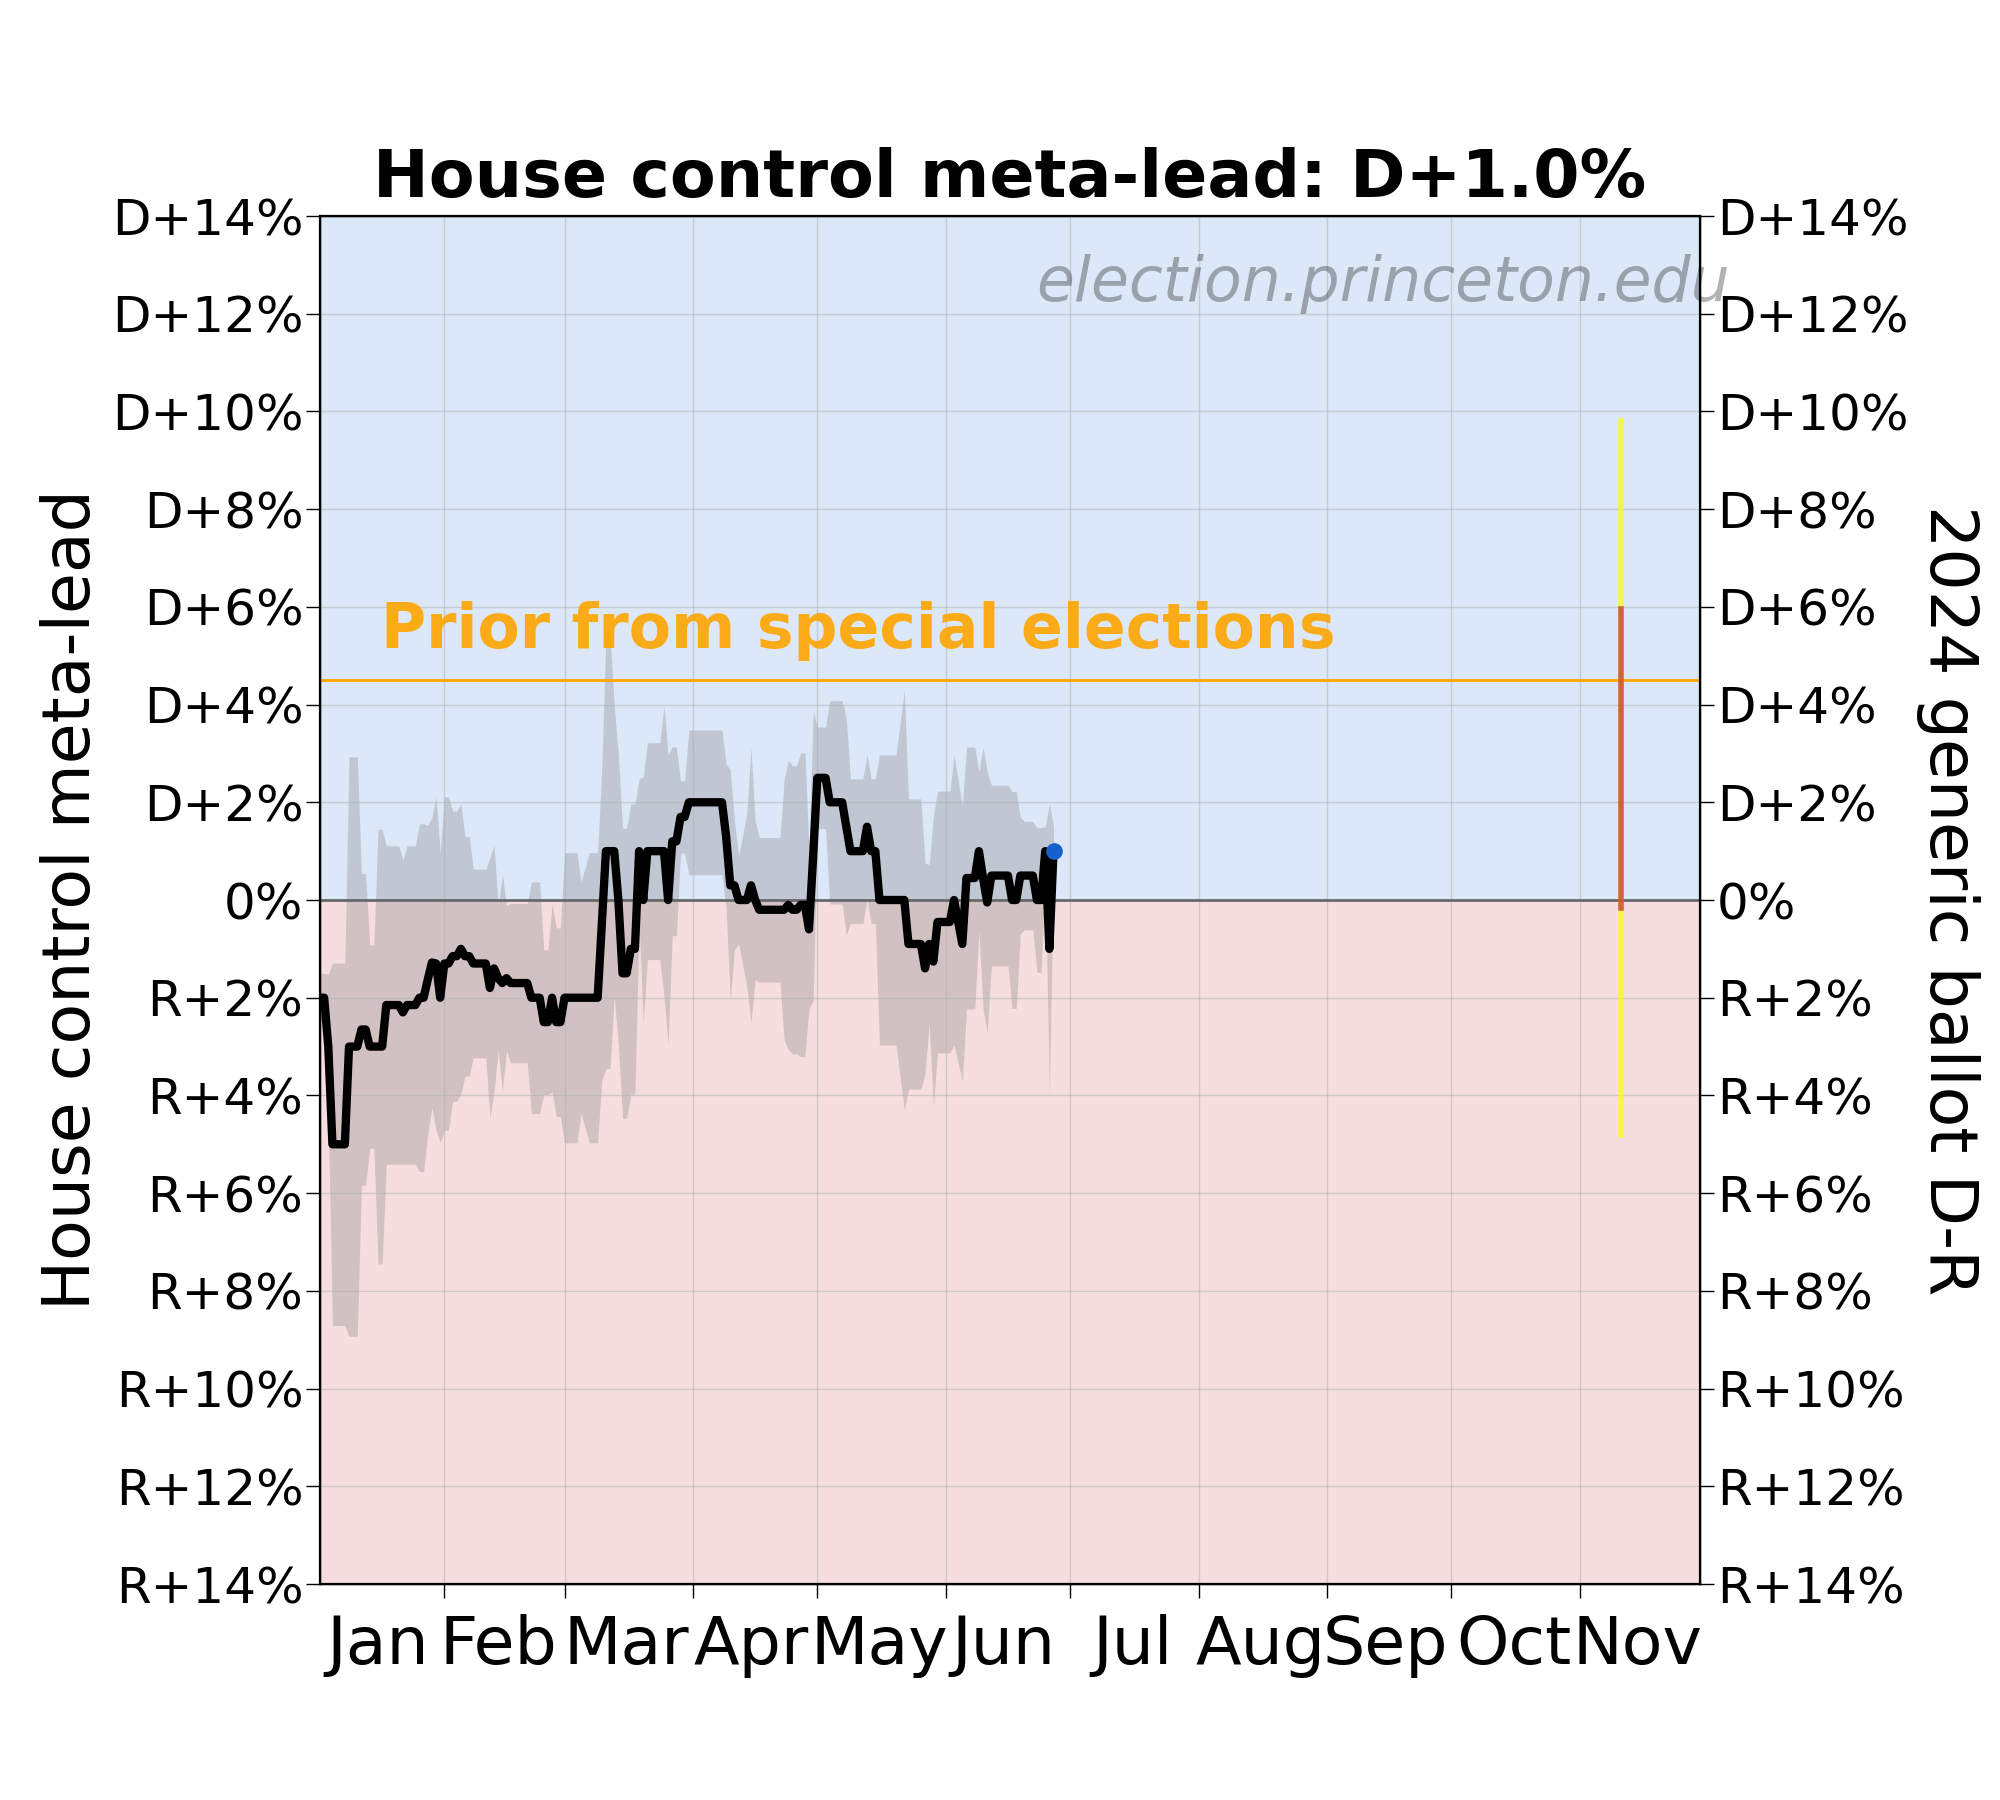 House control meta-lead: D+1.0%
election.princeton.edu
Prior from special elections
House control meta-lead
D+14%
D+12%
D+10%
D+8%
D+6%
D+4%
D+2%
0%
R+2%
R+4%
R+6%
R+8%
R+10%
R+12%
R+14%
D+14%
D+12%
D+10%
D+8%
D+6%
D+4%
D+2%
0%
R+2%
R+4%
R+6%
R+8%
R+10%
R+12%
R+14%
2024 generic ballot D-R
Jan Feb Mar Apr May Jun Jul Aug Sep Oct Nov